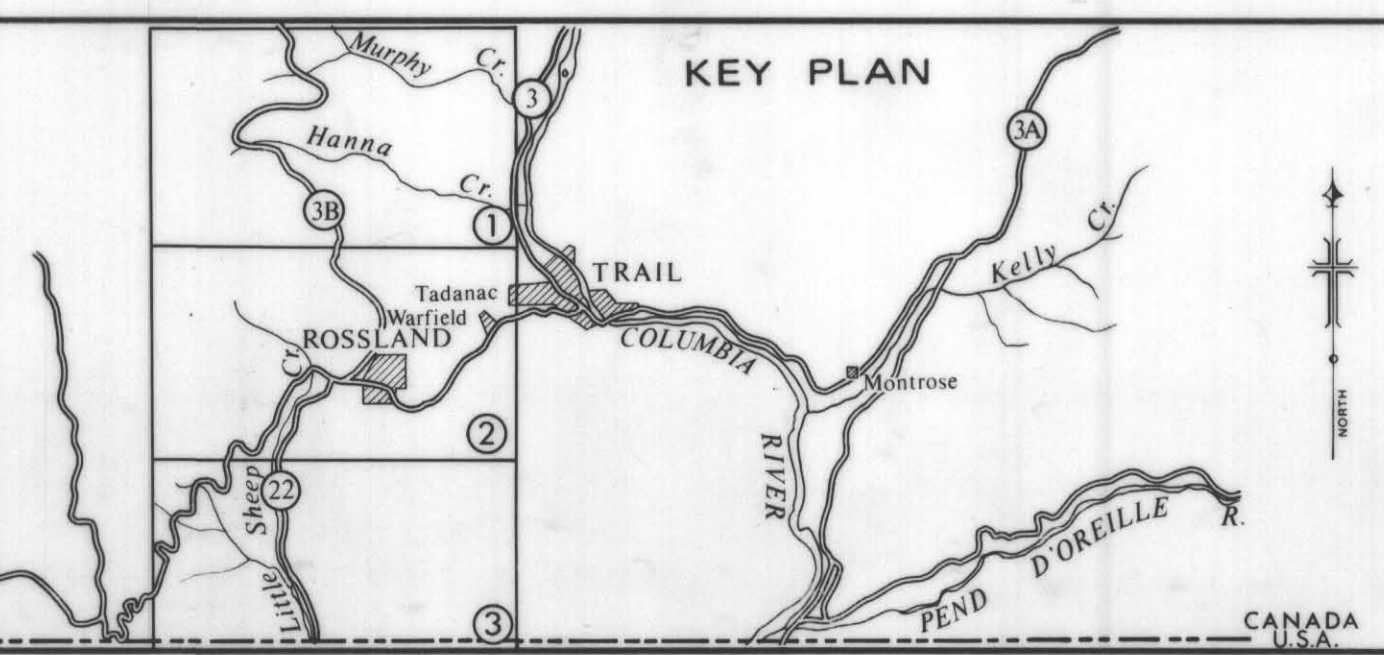 KEY PLAN
Murphy Cr.
3
3A
Hanna Cr.
3B
1
Kelly Cr.
TRAIL
Tadanac
Warfield
ROSSLAND
COLUMBIA
RIVER
Montrose
2
NORTH
22
Little Sheep Cr.
3
PEND D'OREILLE R.
CANADA
U.S.A.